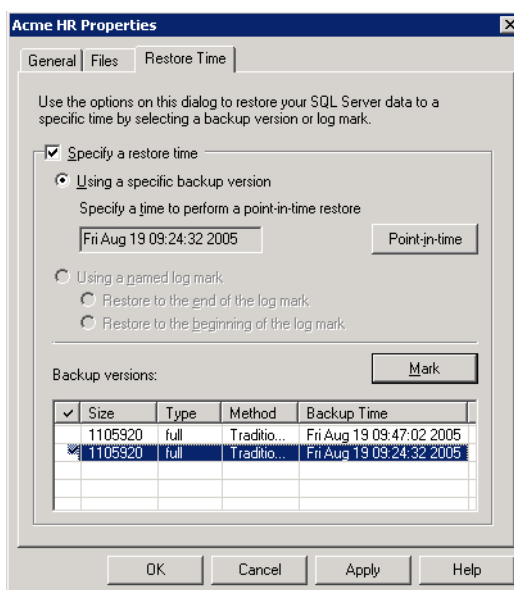 Acme HR Properties
General Files Restore Time
Use the options on this dialog to restore your SQL Server data to a
specific time by selecting a backup version or log mark.
Specify a restore time
Using a specific backup version
Specify a time to perform a point-in-time restore
Fri Aug 19 09:24:32 2005 Point-in-time
Using a named log mark
Restore to the end of the log mark
Restore to the beginning of the log mark
Mark
Backup versions:
Size Type Method Backup Time
1105920 full Traditio... Fri Aug 19 09:47:02 2005
1105920 full Traditio... Fri Aug 19 09:24:32 2005
OK Cancel Apply Help